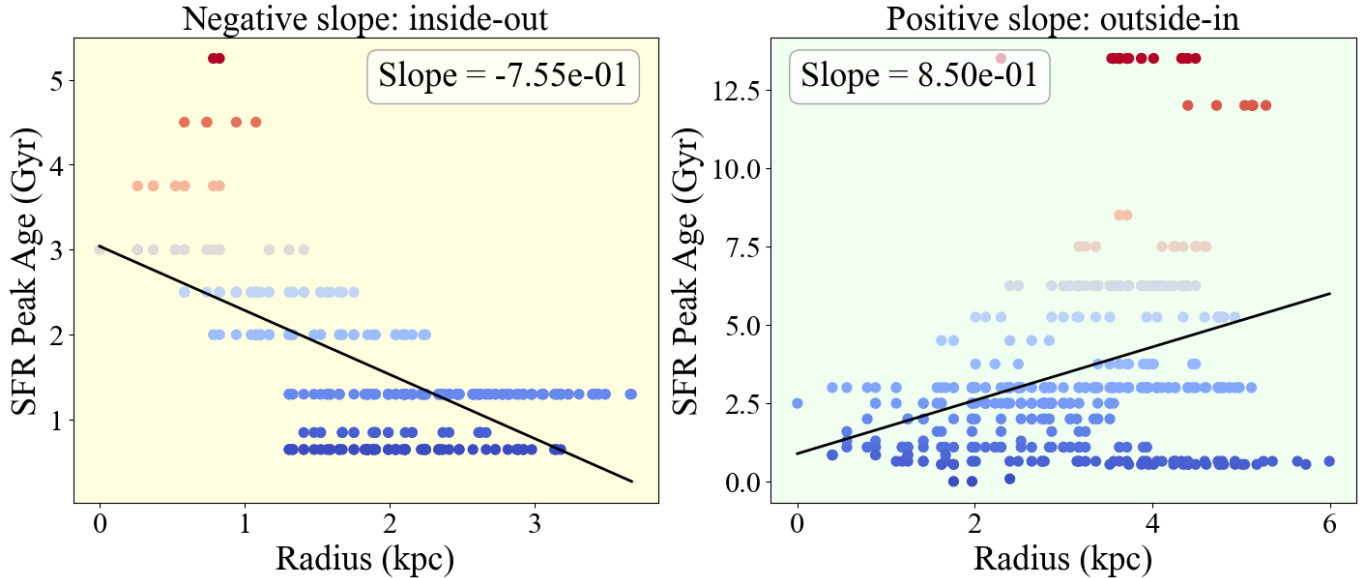 Negative slope: inside-out
Slope = -7.55e-01
SFR Peak Age (Gyr)
5
4
3
2
1
0
1
2
3
Radius (kpc)
Positive slope: outside-in
Slope = 8.50e-01
SFR Peak Age (Gyr)
12.5
10.0
7.5
5.0
2.5
0.0
0
2
4
6
Radius (kpc)